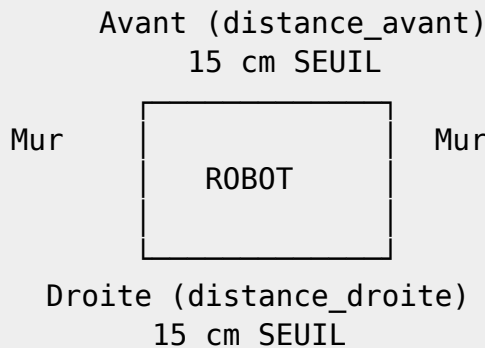 Avant (distance_avant)
15 cm SEUIL
Mur Mur
ROBOT
Droite (distance_droite)
15 cm SEUIL